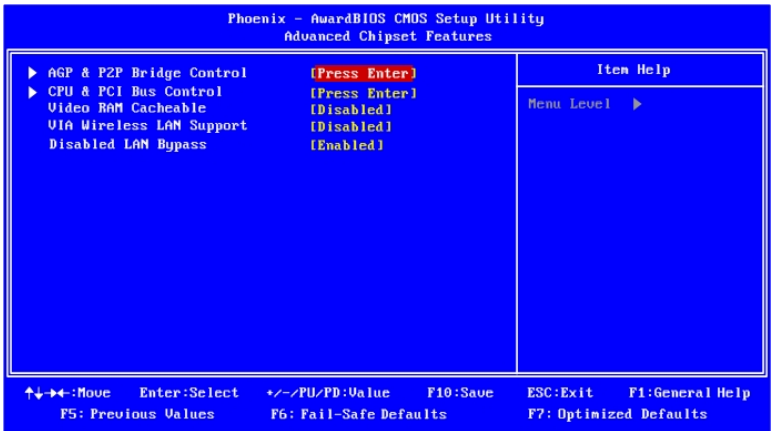 Phoenix - AwardBIOS CMOS Setup Utility
Advanced Chipset Features
AGP & P2P Bridge Control [Press Enter]
CPU & PCI Bus Control [Press Enter]
Video RAM Cacheable [Disabled]
VIA Wireless LAN Support [Disabled]
Disabled LAN Bypass [Enabled]
Item Help
Menu Level ▶
↑↓→←:Move Enter:Select +/-/PU/PD:Value F10:Save ESC:Exit F1:General Help
F5: Previous Values F6: Fail-Safe Defaults F7: Optimized Defaults